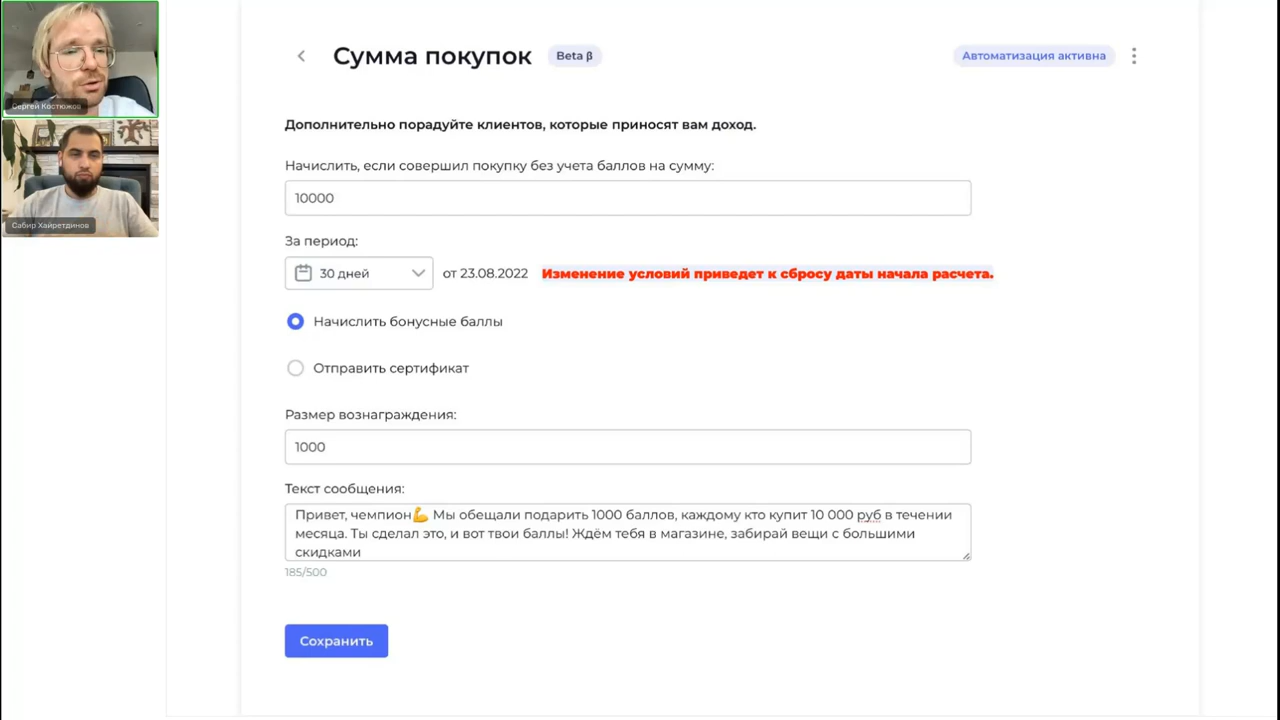 Сергей Костюжов
Сабир Хайретдинов
Сумма покупок
Beta β
Автоматизация активна
Дополнительно порадуйте клиентов, которые приносят вам доход.
Начислить, если совершил покупку без учета баллов на сумму:
10000
За период:
30 дней
от 23.08.2022
Изменение условий приведет к сбросу даты начала расчета.
Начислить бонусные баллы
Отправить сертификат
Размер вознаграждения:
1000
Текст сообщения:
Привет, чемпион💪 Мы обещали подарить 1000 баллов, каждому кто купит 10 000 руб в течении
месяца. Ты сделал это, и вот твои баллы! Ждём тебя в магазине, забирай вещи с большими
скидками
185/500
Сохранить